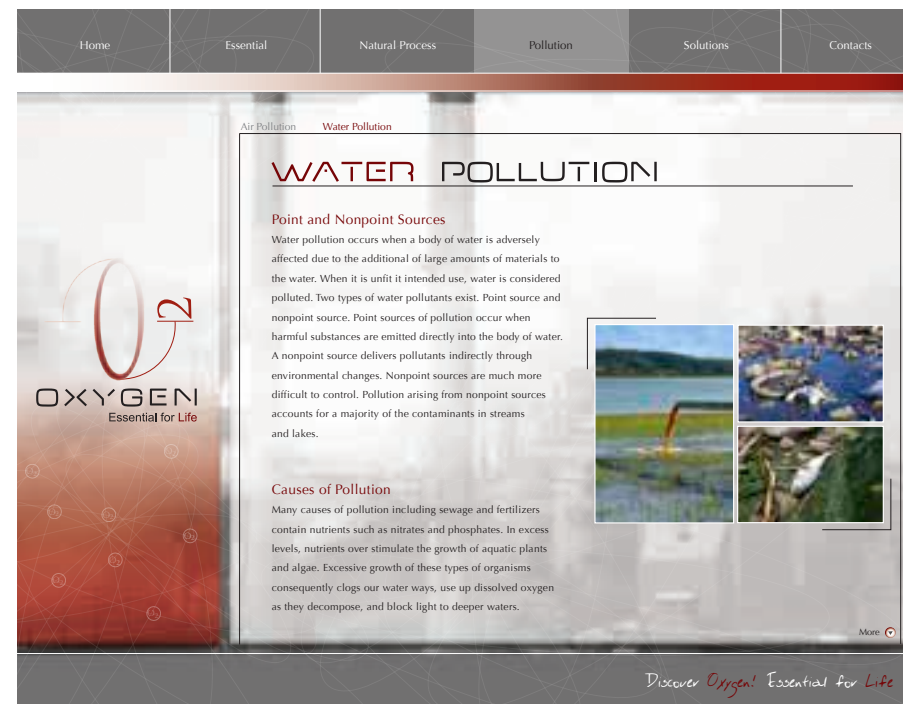 Home
Essential
Natural Process
Pollution
Solutions
Contacts
Air Pollution
Water Pollution
WATER POLLUTION
Point and Nonpoint Sources
Water pollution occurs when a body of water is adversely
affected due to the additional of large amounts of materials to
the water. When it is unfit it intended use, water is considered
polluted. Two types of water pollutants exist. Point source and
nonpoint source. Point sources of pollution occur when
harmful substances are emitted directly into the body of water.
A nonpoint source delivers pollutants indirectly through
environmental changes. Nonpoint sources are much more
difficult to control. Pollution arising from nonpoint sources
accounts for a majority of the contaminants in streams
and lakes.
Causes of Pollution
Many causes of pollution including sewage and fertilizers
contain nutrients such as nitrates and phosphates. In excess
levels, nutrients over stimulate the growth of aquatic plants
and algae. Excessive growth of these types of organisms
consequently clogs our water ways, use up dissolved oxygen
as they decompose, and block light to deeper waters.
O2
OXYGEN
Essential for Life
O2
O2
O2
O2
O2
O2
O2
O2
More
Discover Oxygen! Essential for Life